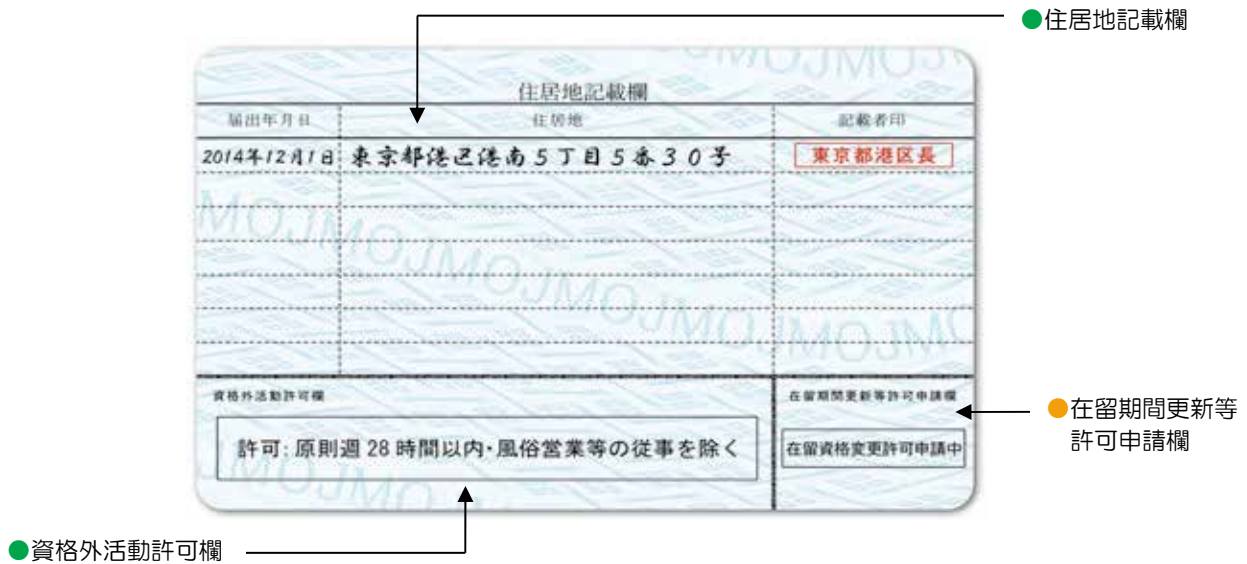 ●住居地記載欄
住居地記載欄
届出年月日 住居地 記載者印
2014年12月1日 東京都港区港南5丁目5番30号 東京都港区長
MOJMOJMOJMOJMOJMOJM
資格外活動許可欄 在留期間更新等許可申請欄
許可: 原則週 28 時間以内・風俗営業等の従事を除く 在留資格変更許可申請中
●在留期間更新等
許可申請欄
●資格外活動許可欄